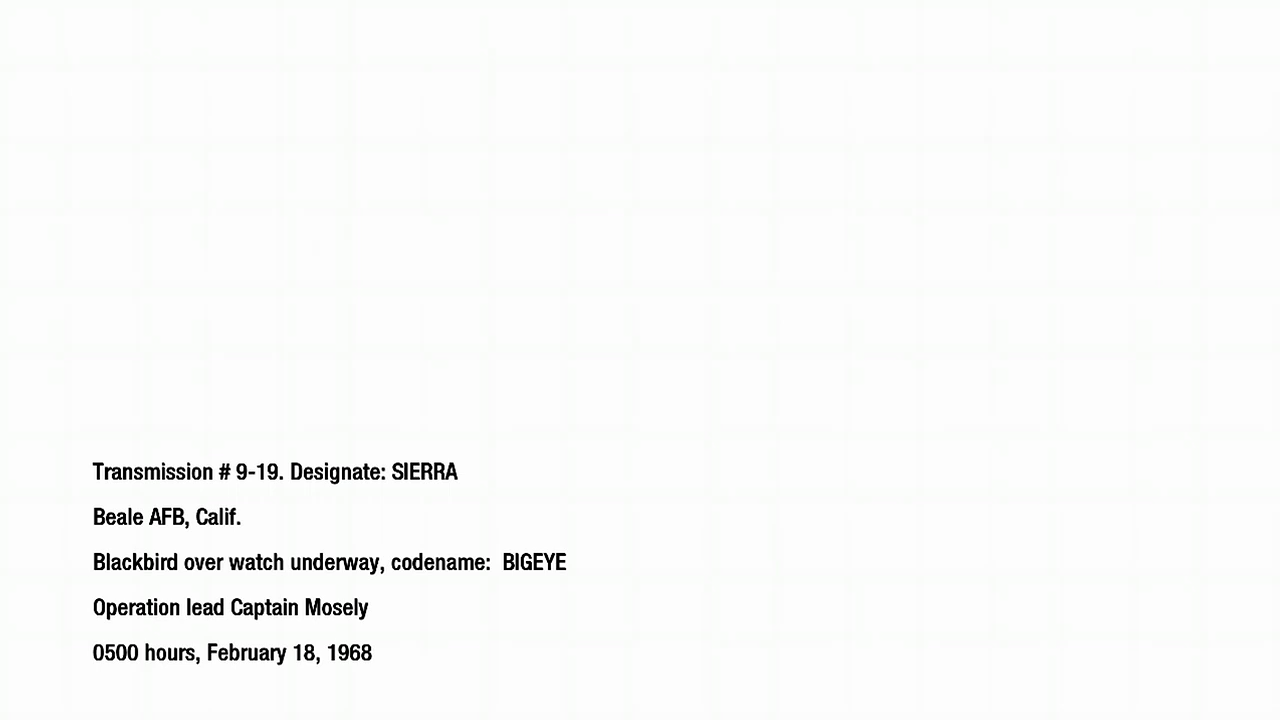 Transmission # 9-19. Designate: SIERRA
Beale AFB, Calif.
Blackbird over watch underway, codename:  BIGEYE
Operation lead Captain Mosely
0500 hours, February 18, 1968